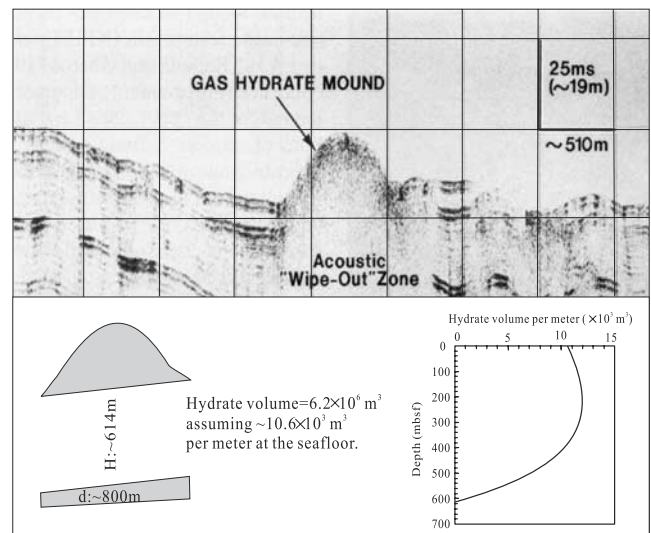 GAS HYDRATE MOUND
25ms
(~19m)
~510m
Acoustic
"Wipe-Out" Zone
H:~614m
d:~800m
Hydrate volume=6.2×10⁶ m³
assuming ~10.6×10³ m³
per meter at the seafloor.
Hydrate volume per meter (×10³ m³)
0 5 10 15
Depth (mbsf)
0
100
200
300
400
500
600
700